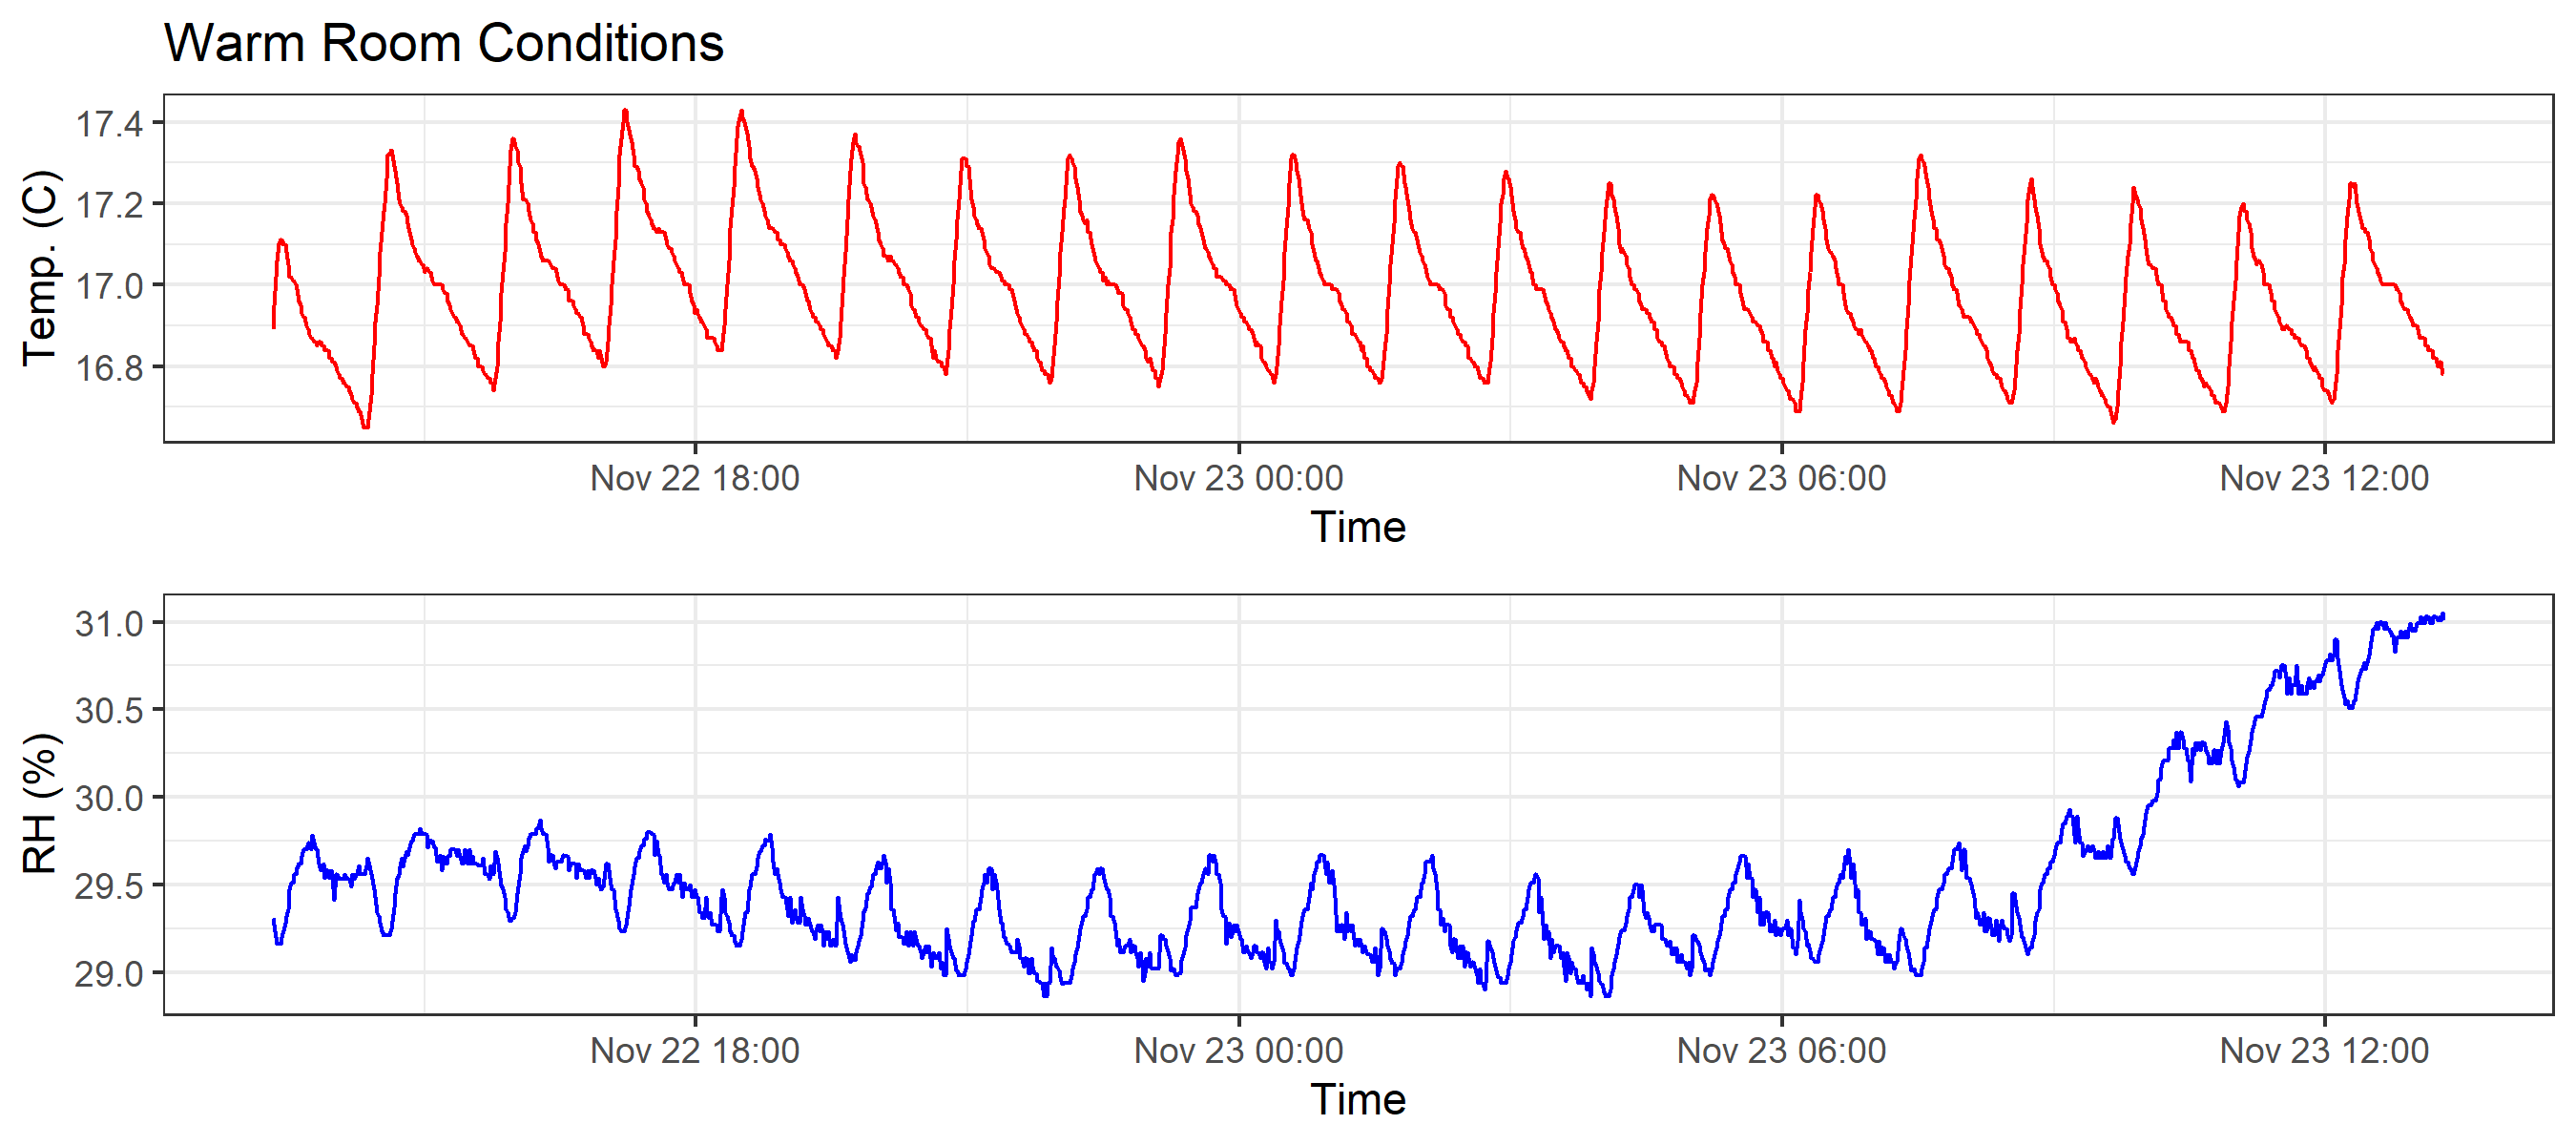 Warm Room Conditions
Temp. (C)
17.4
17.2
17.0
16.8
Nov 22 18:00 Nov 23 00:00 Nov 23 06:00 Nov 23 12:00
Time
RH (%)
31.0
30.5
30.0
29.5
29.0
Nov 22 18:00 Nov 23 00:00 Nov 23 06:00 Nov 23 12:00
Time